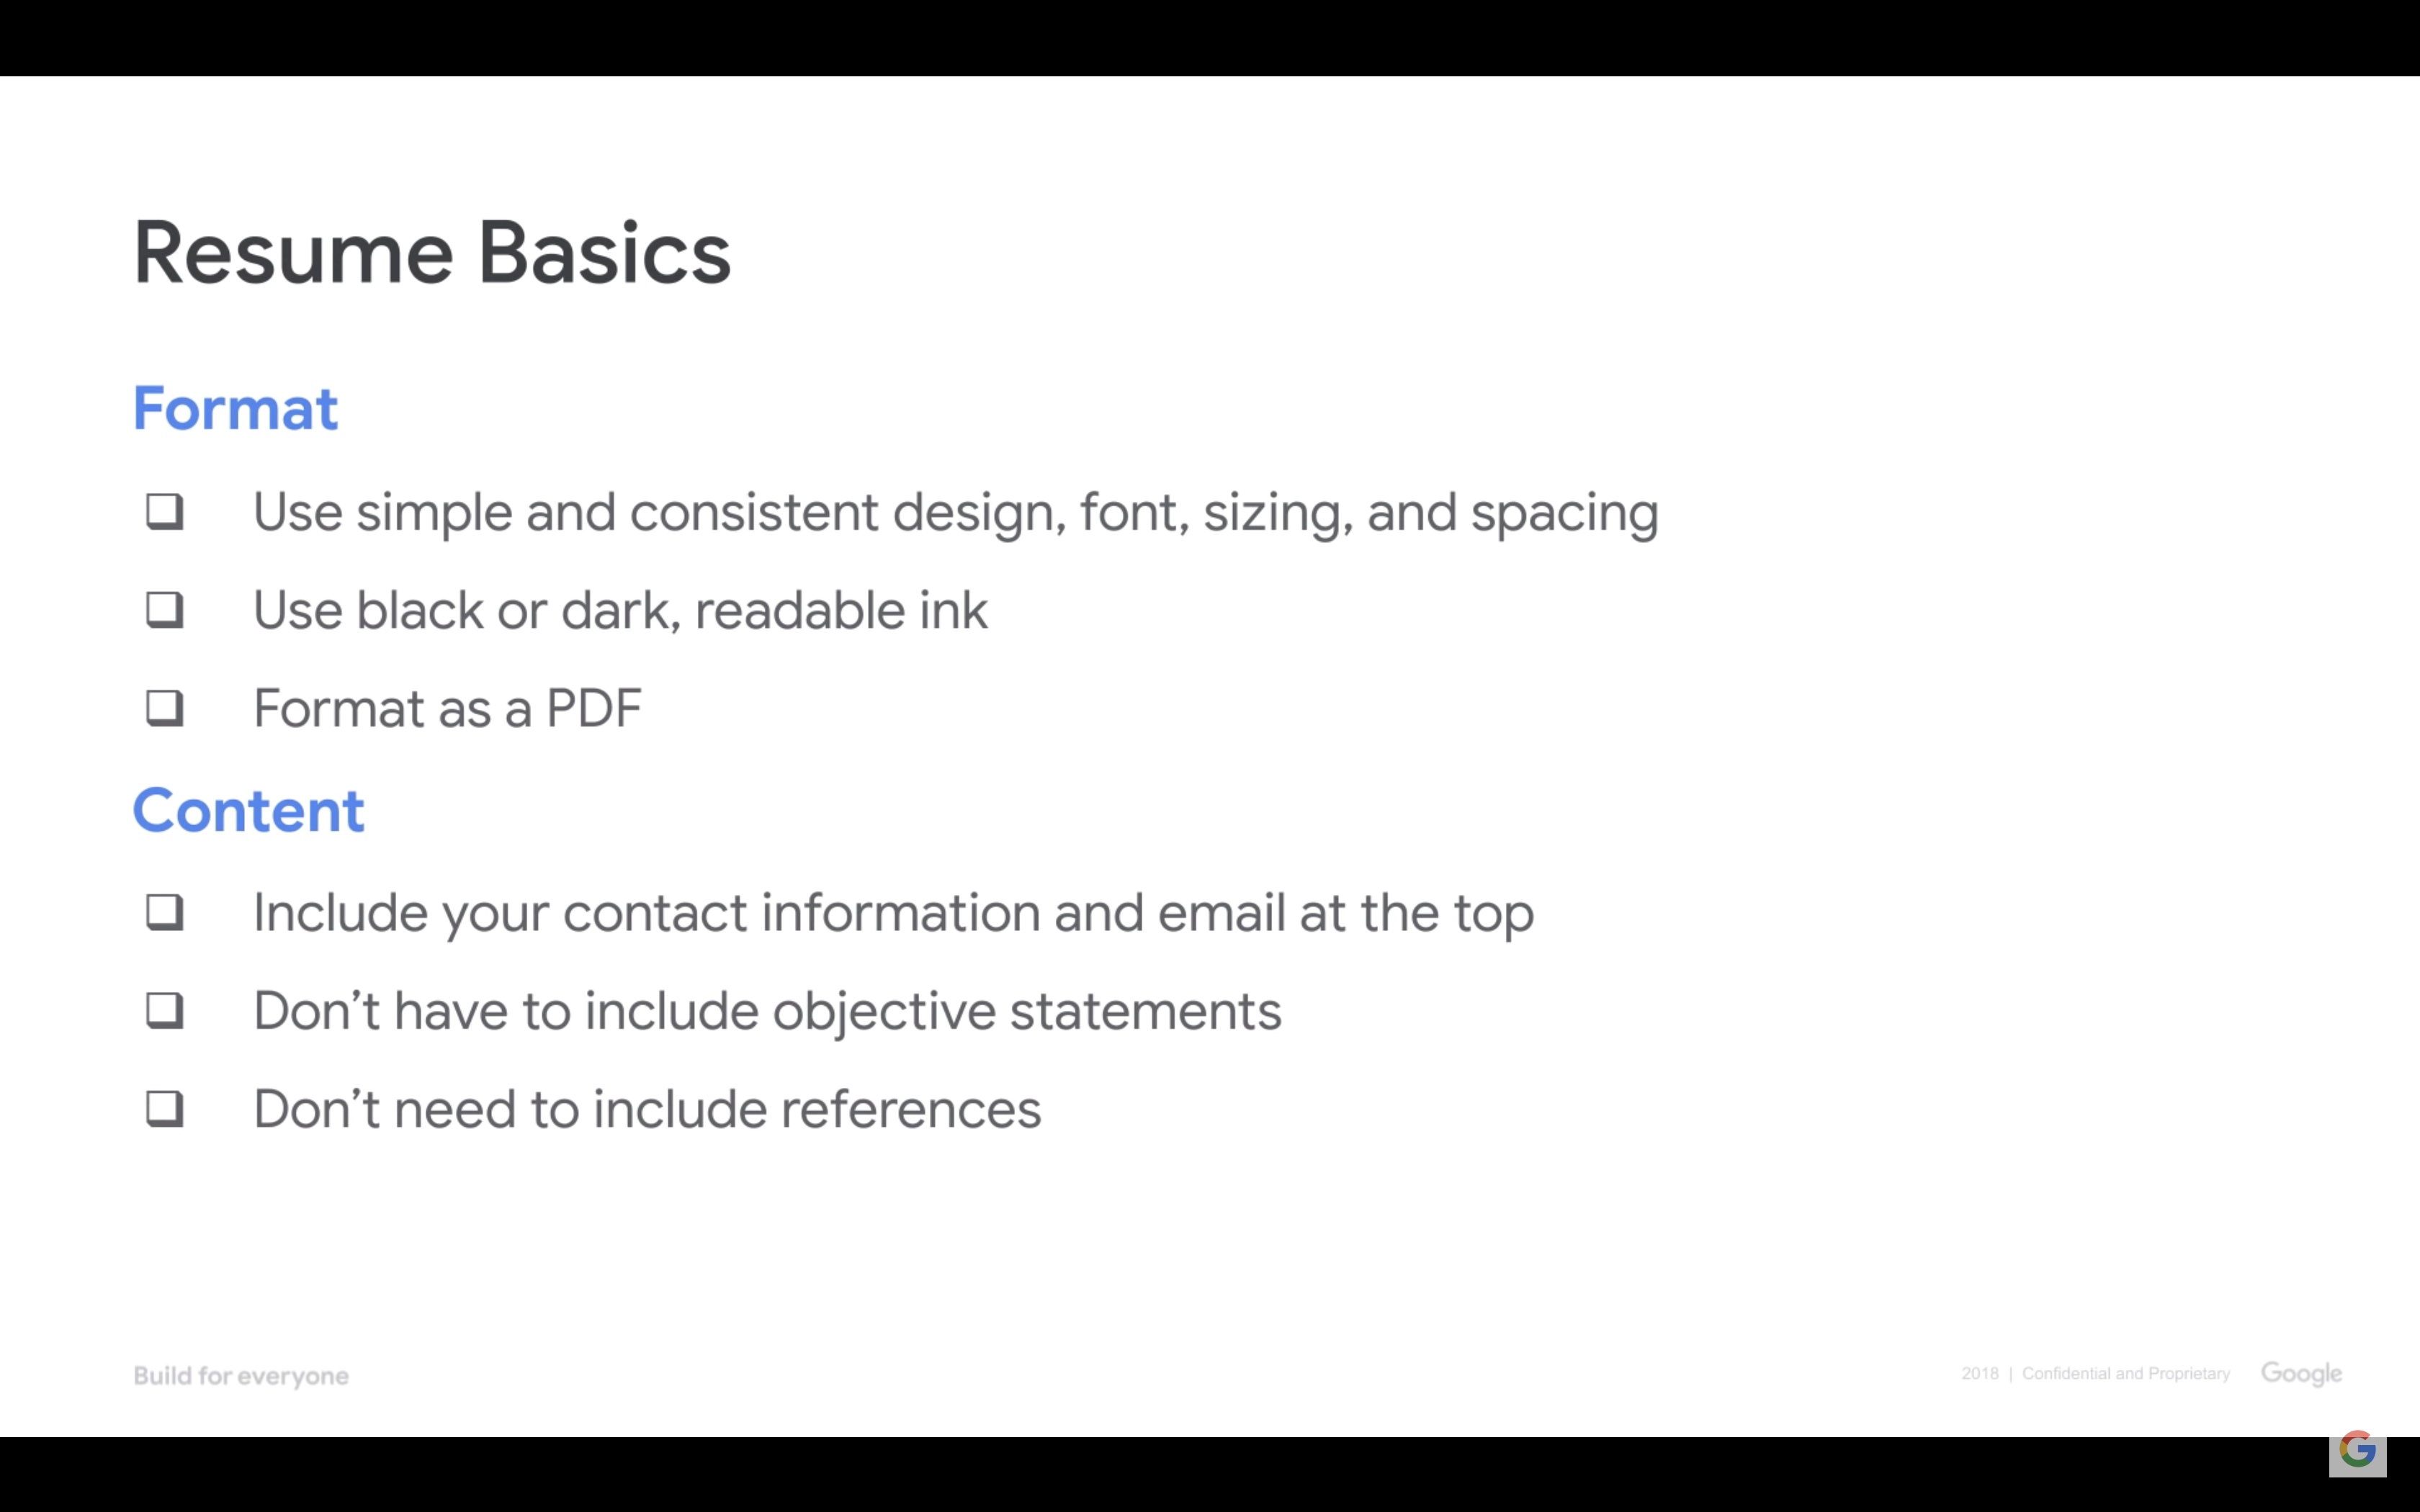 Resume Basics
Format
❑ Use simple and consistent design, font, sizing, and spacing
❑ Use black or dark, readable ink
❑ Format as a PDF
Content
❑ Include your contact information and email at the top
❑ Don’t have to include objective statements
❑ Don’t need to include references
Build for everyone
2018 | Confidential and Proprietary Google
G